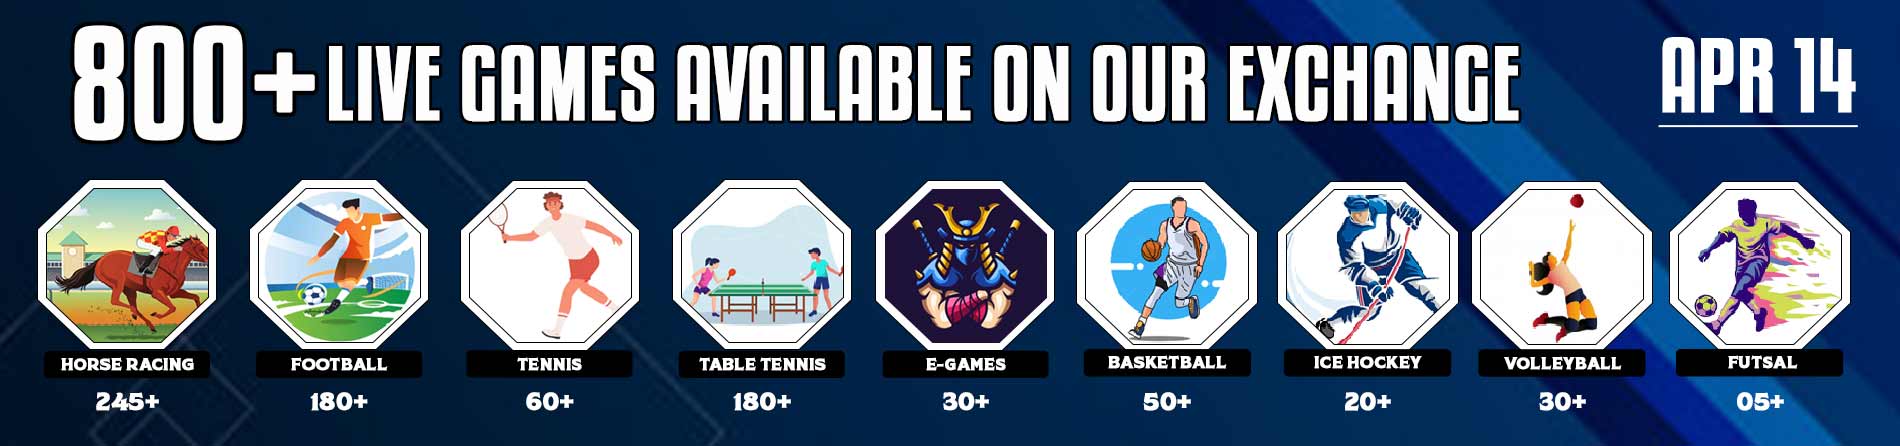 800+ LIVE GAMES AVAILABLE ON OUR EXCHANGE
APR 14
HORSE RACING
245+
FOOTBALL
180+
TENNIS
60+
TABLE TENNIS
180+
E-GAMES
30+
BASKETBALL
50+
ICE HOCKEY
20+
VOLLEYBALL
30+
FUTSAL
05+